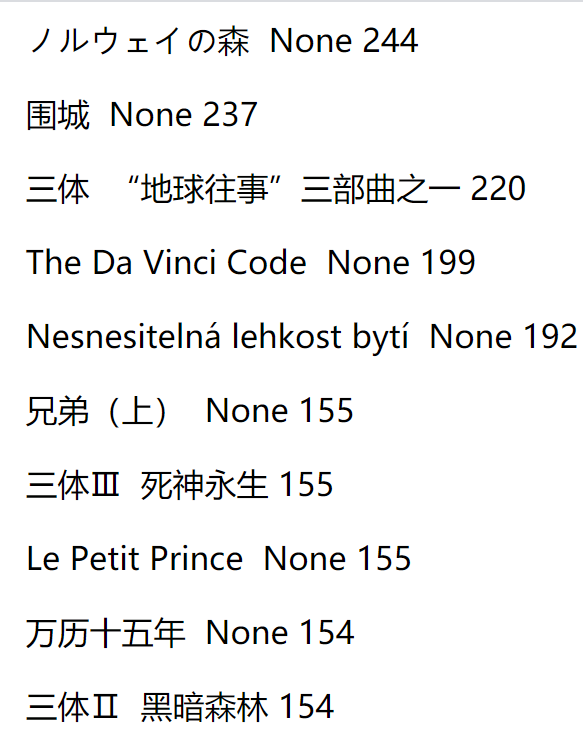 ノルウェイの森  None 244
围城  None 237
三体  “地球往事”三部曲之一 220
The Da Vinci Code  None 199
Nesnesitelná lehkost bytí  None 192
兄弟（上）  None 155
三体Ⅲ  死神永生 155
Le Petit Prince  None 155
万历十五年  None 154
三体Ⅱ  黑暗森林 154